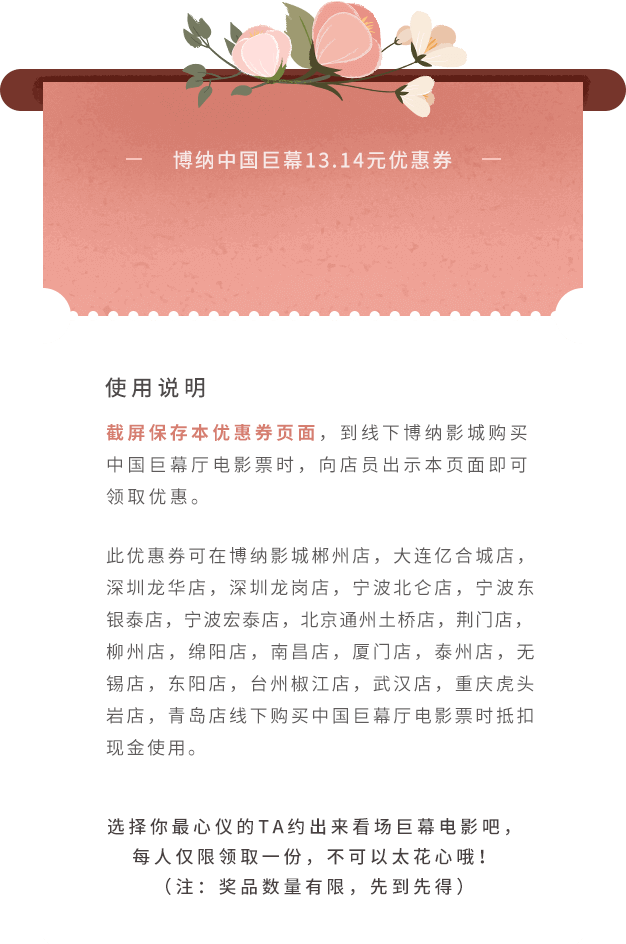 博纳中国巨幕13.14元优惠券
使用说明
截屏保存本优惠券页面，到线下博纳影城购买
中国巨幕厅电影票时，向店员出示本页面即可
领取优惠。
此优惠券可在博纳影城郴州店，大连亿合城店，
深圳龙华店，深圳龙岗店，宁波北仑店，宁波东
银泰店，宁波宏泰店，北京通州土桥店，荆门店，
柳州店，绵阳店，南昌店，厦门店，泰州店，无
锡店，东阳店，台州椒江店，武汉店，重庆虎头
岩店，青岛店线下购买中国巨幕厅电影票时抵扣
现金使用。
选择你最心仪的TA约出来看场巨幕电影吧，
每人仅限领取一份，不可以太花心哦！
（注：奖品数量有限，先到先得）